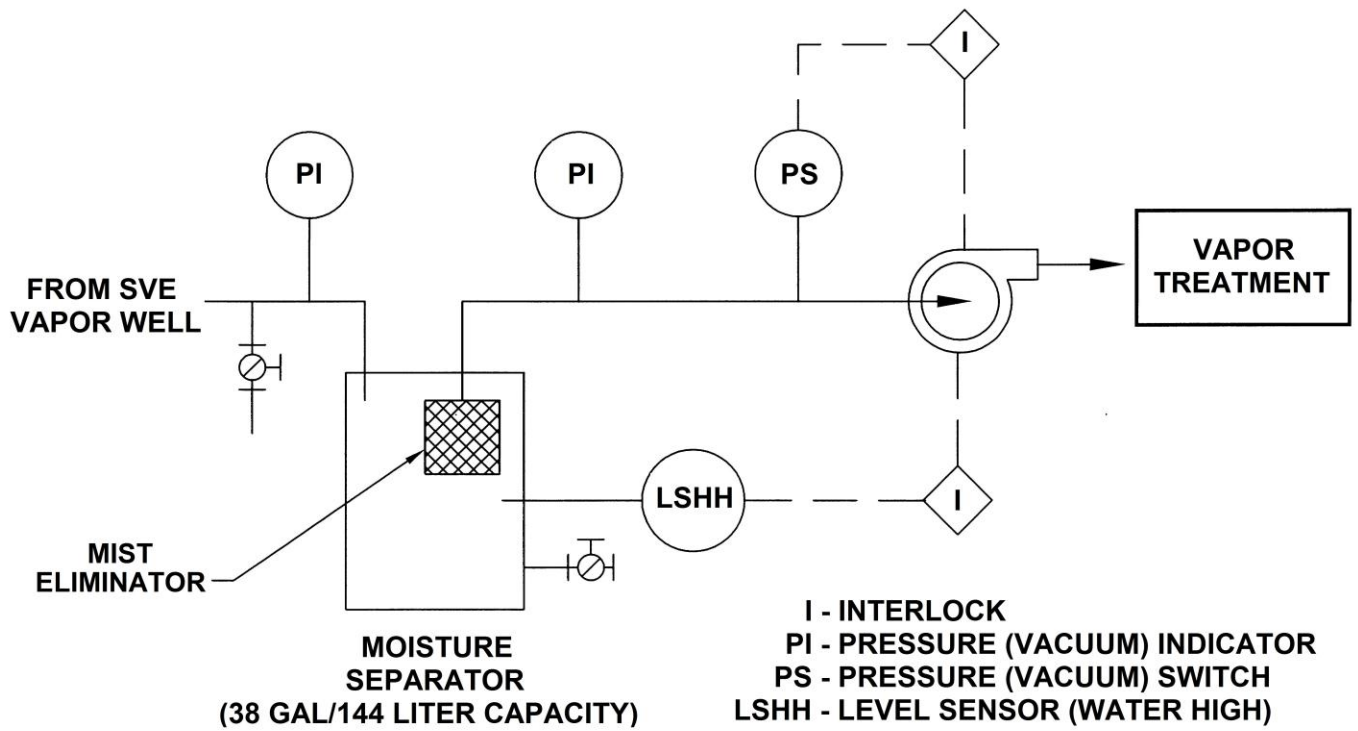 I
PI
PI
PS
FROM SVE
VAPOR WELL
VAPOR
TREATMENT
LSHH
I
MIST
ELIMINATOR
MOISTURE
SEPARATOR
(38 GAL/144 LITER CAPACITY)
I - INTERLOCK
PI - PRESSURE (VACUUM) INDICATOR
PS - PRESSURE (VACUUM) SWITCH
LSHH - LEVEL SENSOR (WATER HIGH)